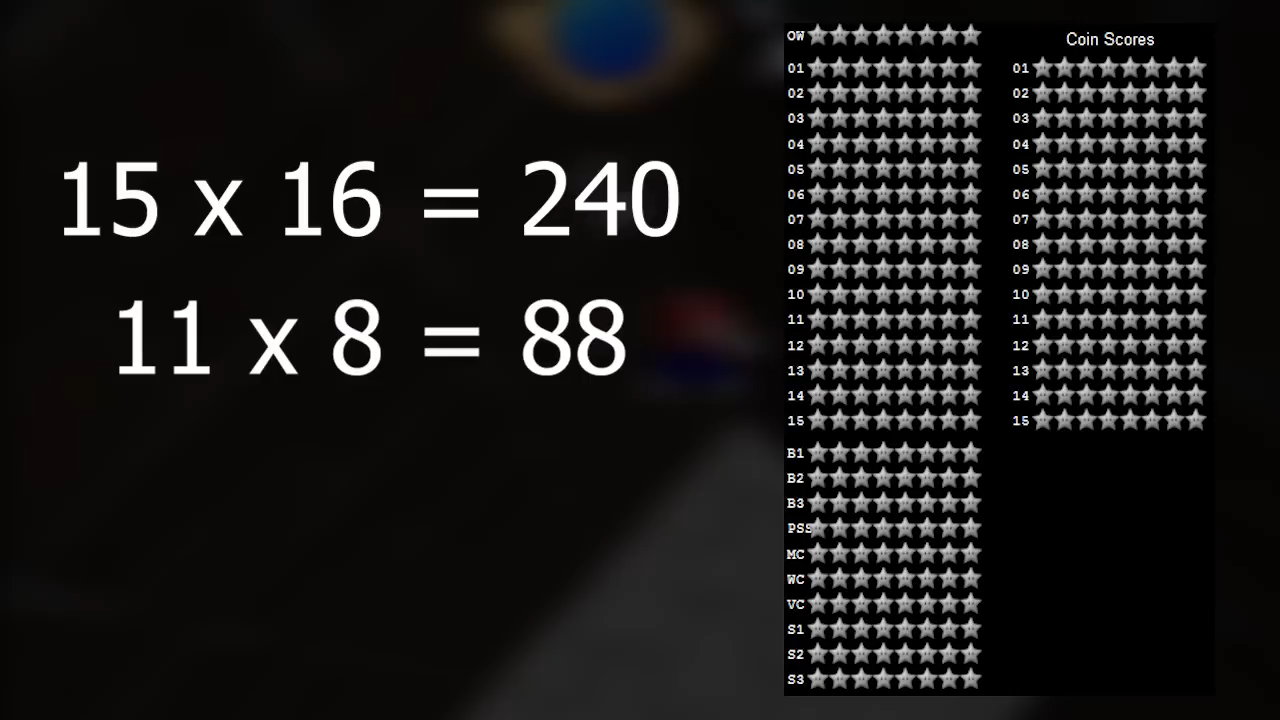 15 x 16 = 240
11 x 8 = 88
OW
01
02
03
04
05
06
07
08
09
10
11
12
13
14
15
B1
B2
B3
PSS
MC
WC
VC
S1
S2
S3
Coin Scores
01
02
03
04
05
06
07
08
09
10
11
12
13
14
15